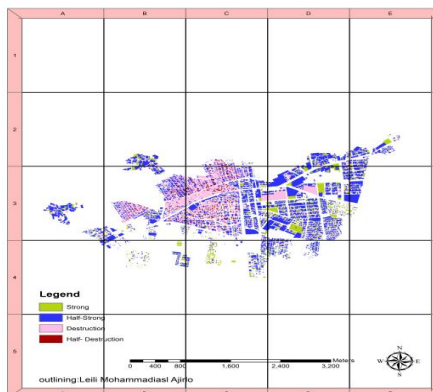 A B C D E
1
2
3
4
5
Legend
Strong
Half-Strong
Destruction
Half- Destruction
0 400 800 1,600 2,400 3,200 Meters
N
W E
S
outlining:Leili Mohammadiasl Ajirlo